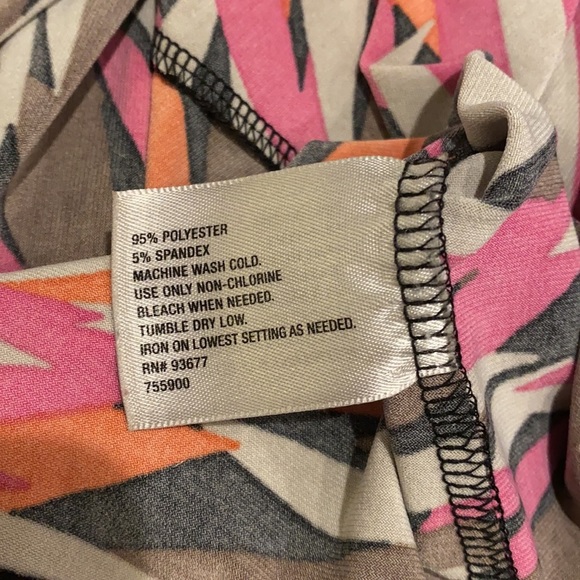 95% POLYESTER
5% SPANDEX
MACHINE WASH COLD.
USE ONLY NON-CHLORINE
BLEACH WHEN NEEDED.
TUMBLE DRY LOW.
IRON ON LOWEST SETTING AS NEEDED.
RN# 93677
755900